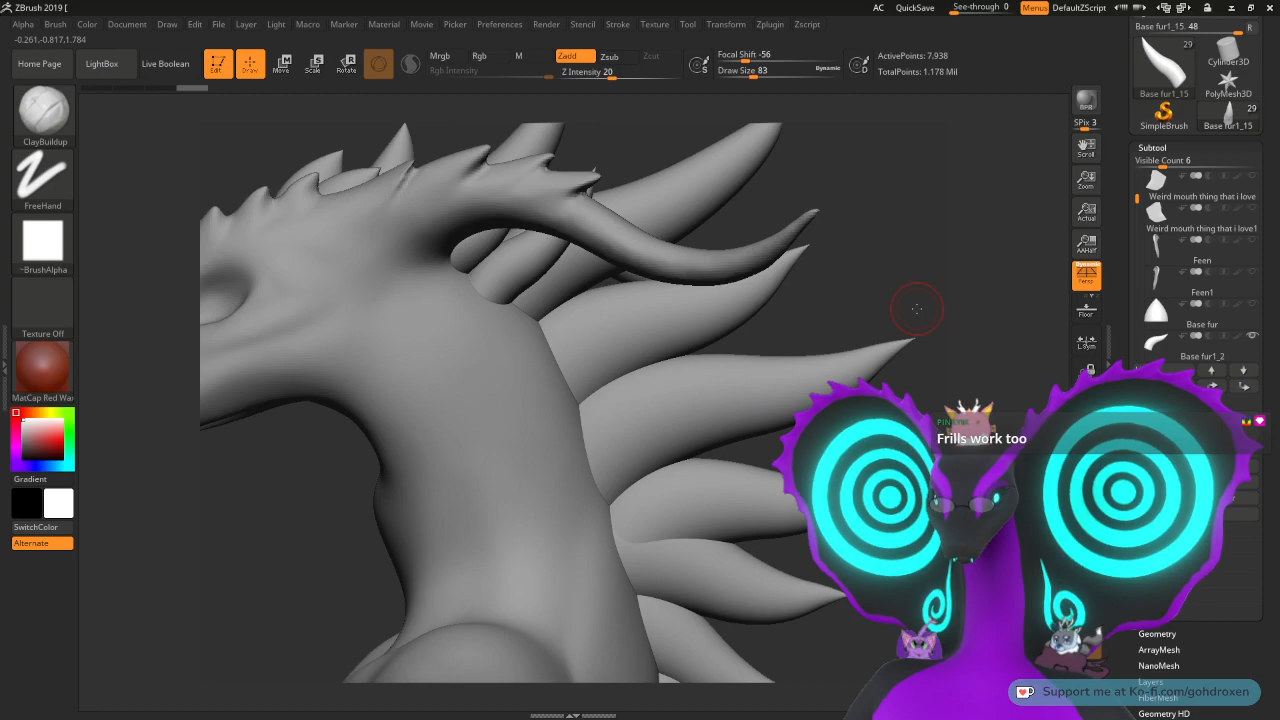 ZBrush 2019 [
AC
QuickSave
See-through 0
Menus
DefaultZScript
Alpha
Brush
Color
Document
Draw
Edit
File
Layer
Light
Macro
Marker
Material
Movie
Picker
Preferences
Render
Stencil
Stroke
Texture
Tool
Transform
Zplugin
Zscript
-0.261,-0.817,1.784
Home Page
LightBox
Live Boolean
Edit
Draw
Move
Scale
Rotate
Mrgb
Rgb
M
Rgb Intensity
Zadd
Zsub
Zcut
Z Intensity 20
Focal Shift -56
Draw Size 83
Dynamic
ActivePoints: 7,938
TotalPoints: 1.178 Mil
ClayBuildup
FreeHand
~BrushAlpha
Texture Off
MatCap Red Wa
Gradient
SwitchColor
Alternate
BPR
SPix 3
Scroll
Zoom
Actual
AAHalf
Dynamic
Persp
Floor
L.Sym
Base fur1_15. 48
R
29
Base fur1_15
Cylinder3D
PolyMesh3D
SimpleBrush
29
Base fur1_15
Subtool
Visible Count 6
Weird mouth thing that i love
Weird mouth thing that i love1
Feen
Feen1
Base fur
Base fur1_2
Frills work too
Geometry
ArrayMesh
NanoMesh
Layers
FiberMesh
Geometry HD
Support me at Ko-fi.com/gohdroxen